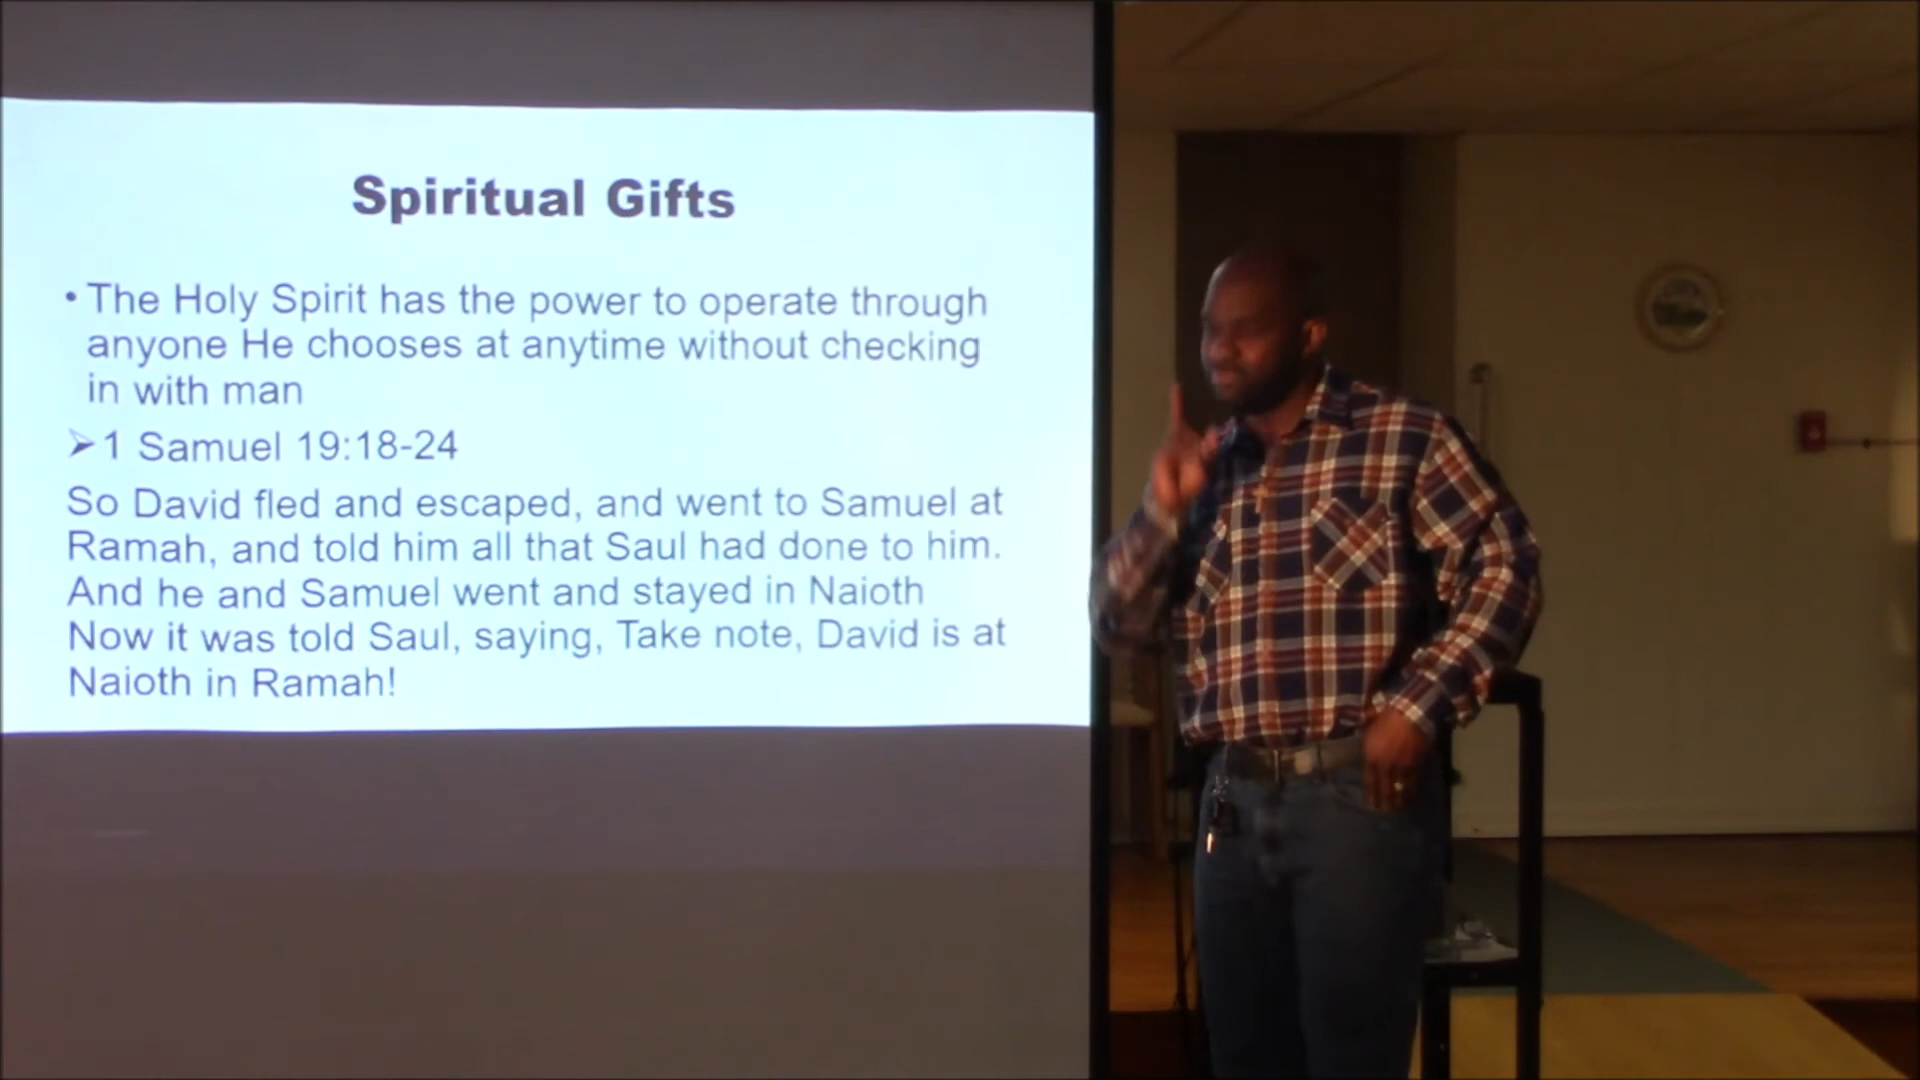 Spiritual Gifts
• The Holy Spirit has the power to operate through
anyone He chooses at anytime without checking
in with man
➢ 1 Samuel 19:18-24
So David fled and escaped, and went to Samuel at
Ramah, and told him all that Saul had done to him.
And he and Samuel went and stayed in Naioth
Now it was told Saul, saying, Take note, David is at
Naioth in Ramah!